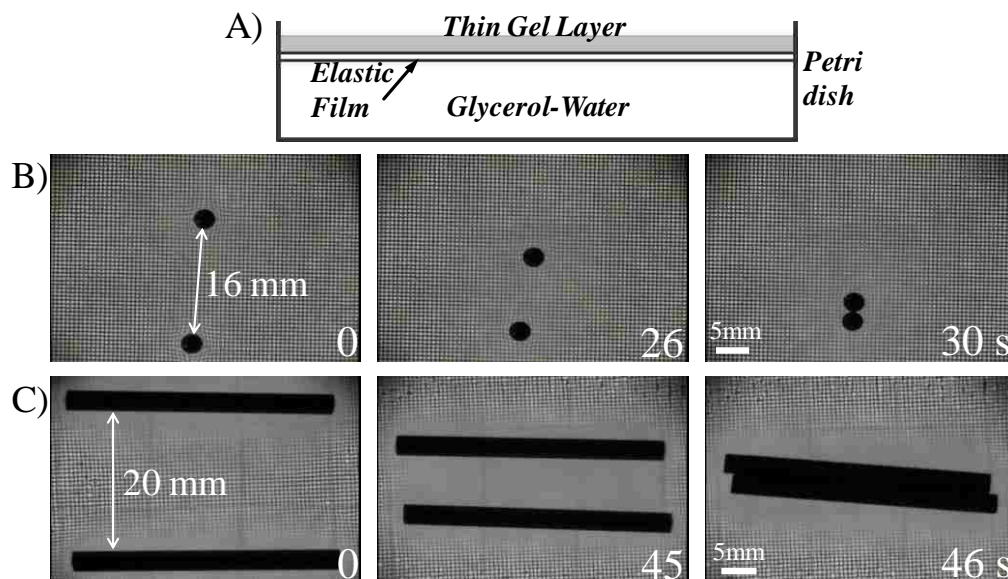 A)
Thin Gel Layer
Elastic
Film
Glycerol-Water
Petri
dish
B)
16 mm
0
26
5mm
30 s
C)
20 mm
0
45
5mm
46 s